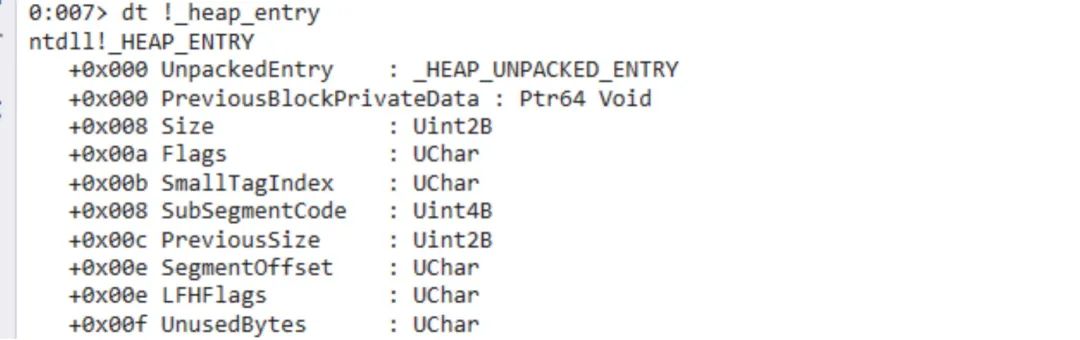 0:007> dt !_heap_entry
ntdll!_HEAP_ENTRY
+0x000 UnpackedEntry : _HEAP_UNPACKED_ENTRY
+0x000 PreviousBlockPrivateData : Ptr64 Void
+0x008 Size : Uint2B
+0x00a Flags : UChar
+0x00b SmallTagIndex : UChar
+0x008 SubSegmentCode : Uint4B
+0x00c PreviousSize : Uint2B
+0x00e SegmentOffset : UChar
+0x00e LFHFlags : UChar
+0x00f UnusedBytes : UChar